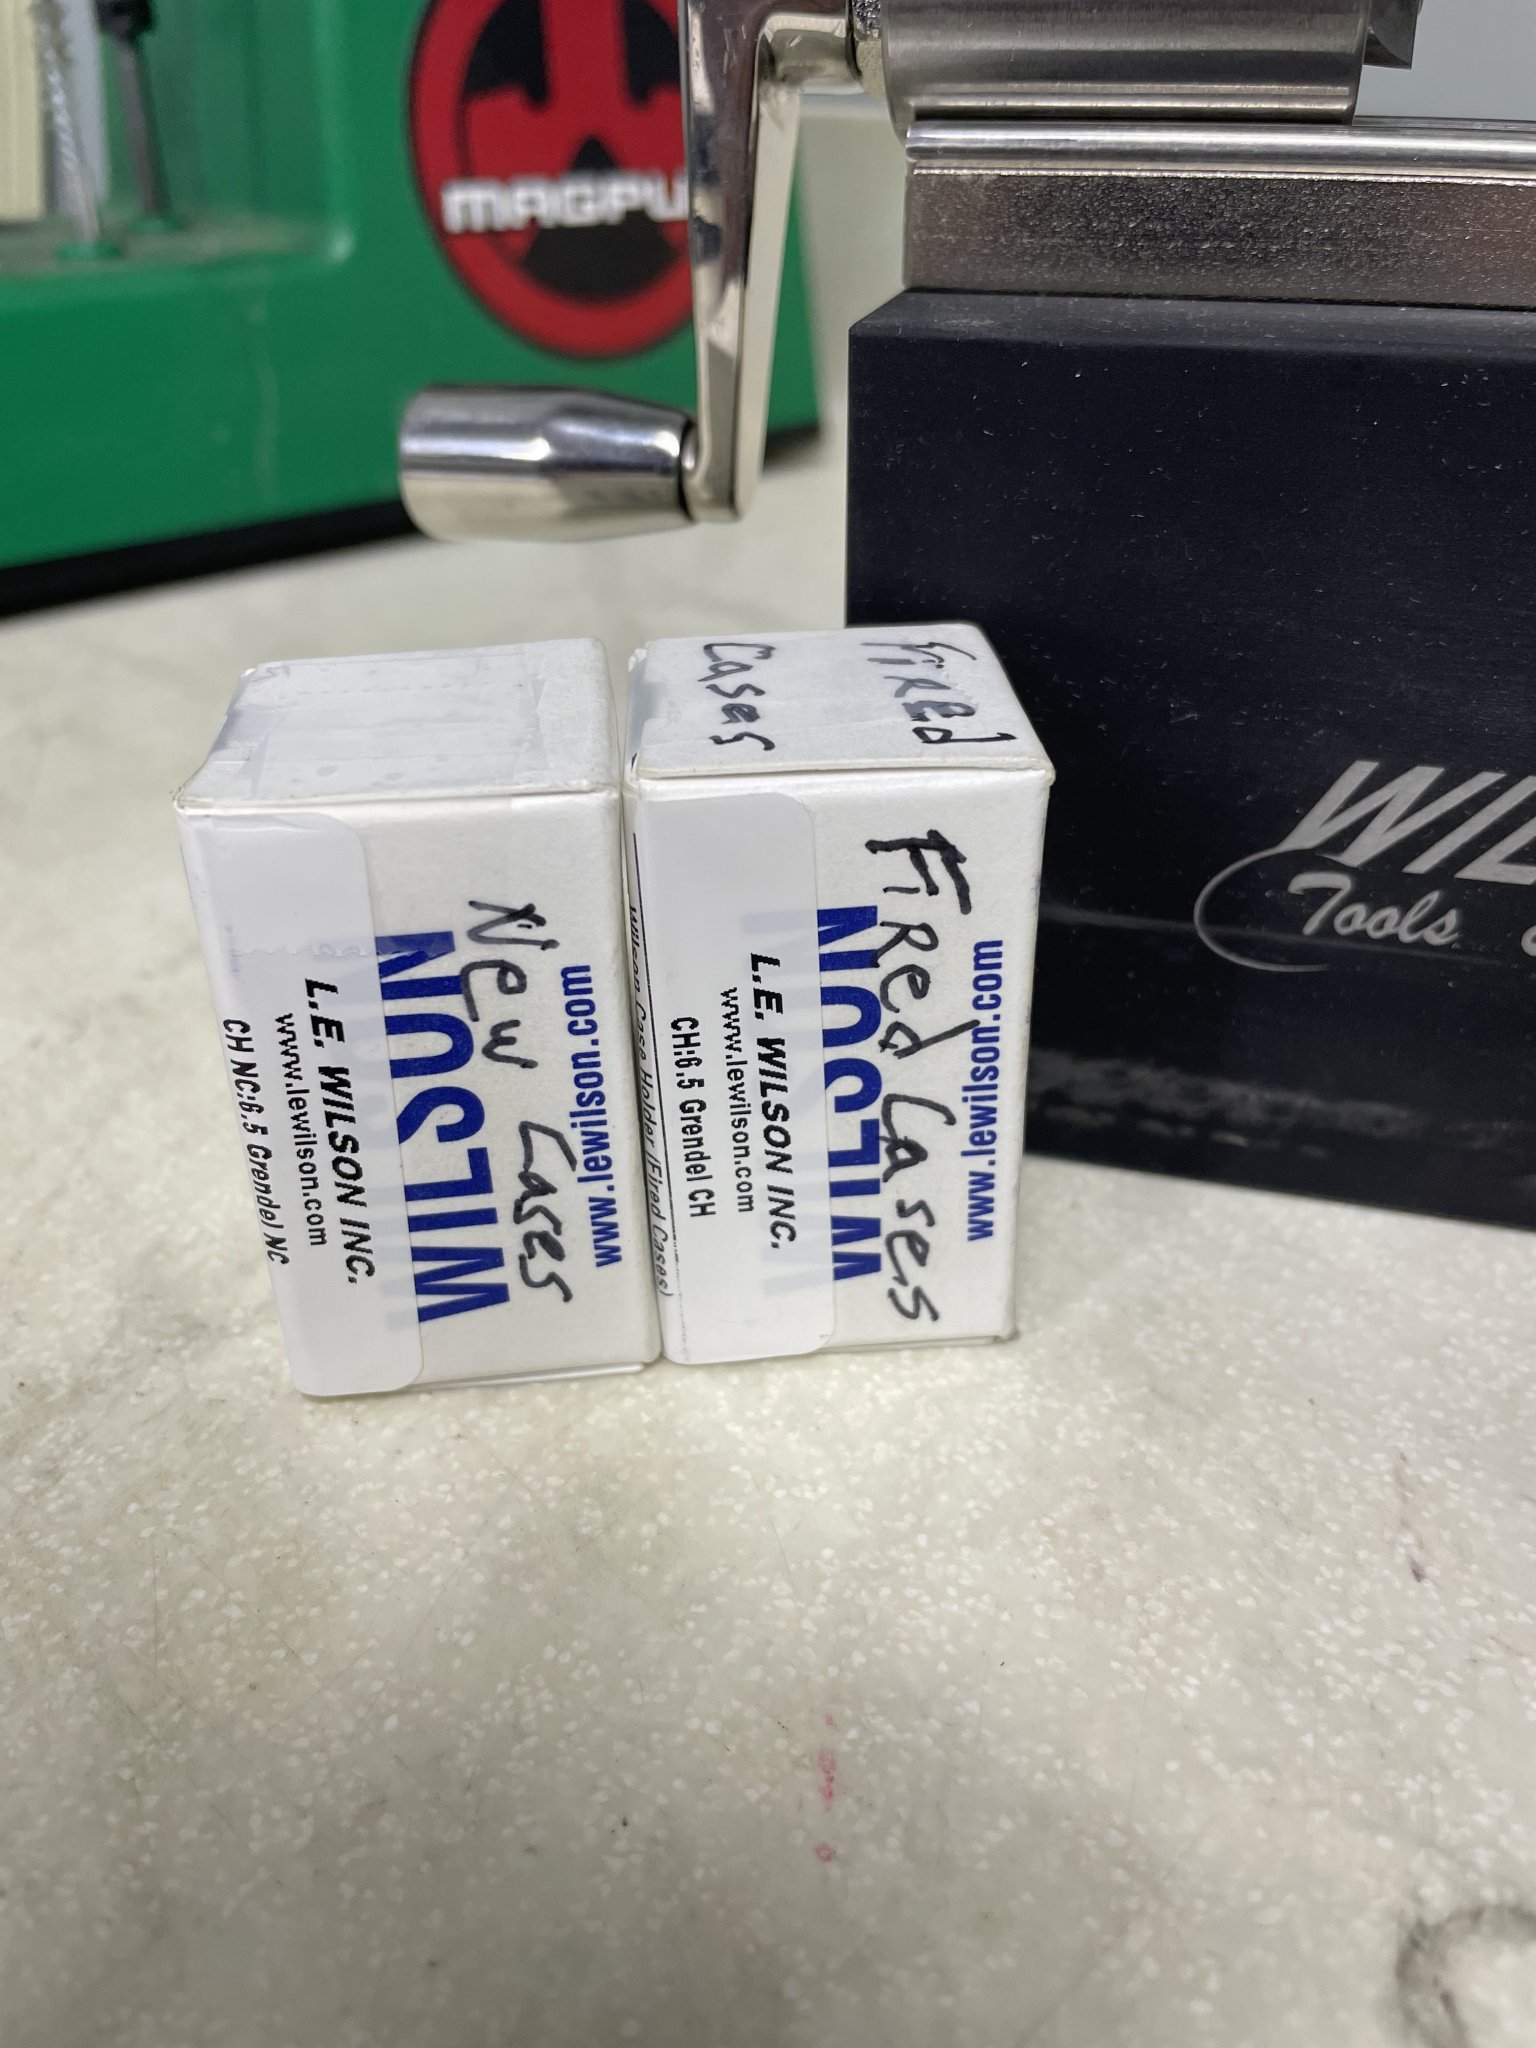 MAGPU
WIL
Tools
Fired
Cases
New Cases
WILSON
www.lewilson.com
L.E. WILSON INC.
www.lewilson.com
CH NC:6.5 Grendel NC
Fired Cases
WILSON
www.lewilson.com
L.E. WILSON INC.
www.lewilson.com
CH:6.5 Grendel CH
Wilson Case Holder (Fired Cases)